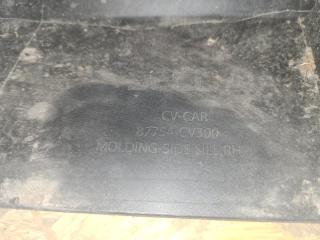 CV-CAR
87754-CV300
MOLDING-SIDE SILL,RH